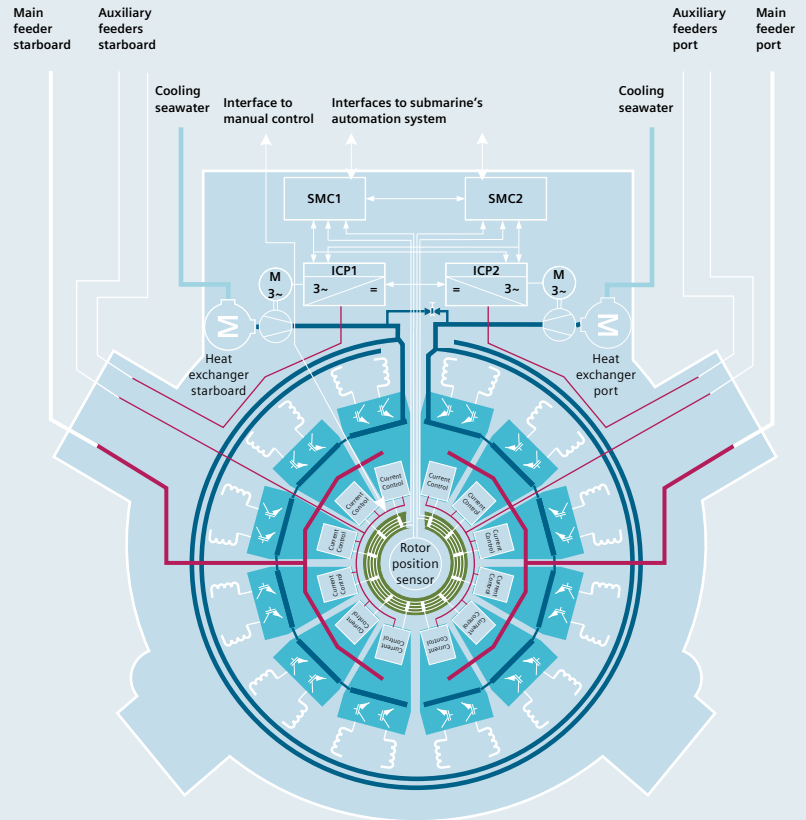 Main
feeder
starboard
Auxiliary
feeders
starboard
Auxiliary
feeders
port
Main
feeder
port
Cooling
seawater
Interface to
manual control
Interfaces to submarine's
automation system
Cooling
seawater
SMC1
SMC2
M
3~
ICP1
3~
=
ICP2
=
3~
M
3~
M
M
Heat
exchanger
starboard
Heat
exchanger
port
Current
Control
Current
Control
Current
Control
Current
Control
Current
Control
Current
Control
Rotor
position
sensor
Current
Control
Current
Control
Current
Control
Current
Control
Current
Control
Current
Control